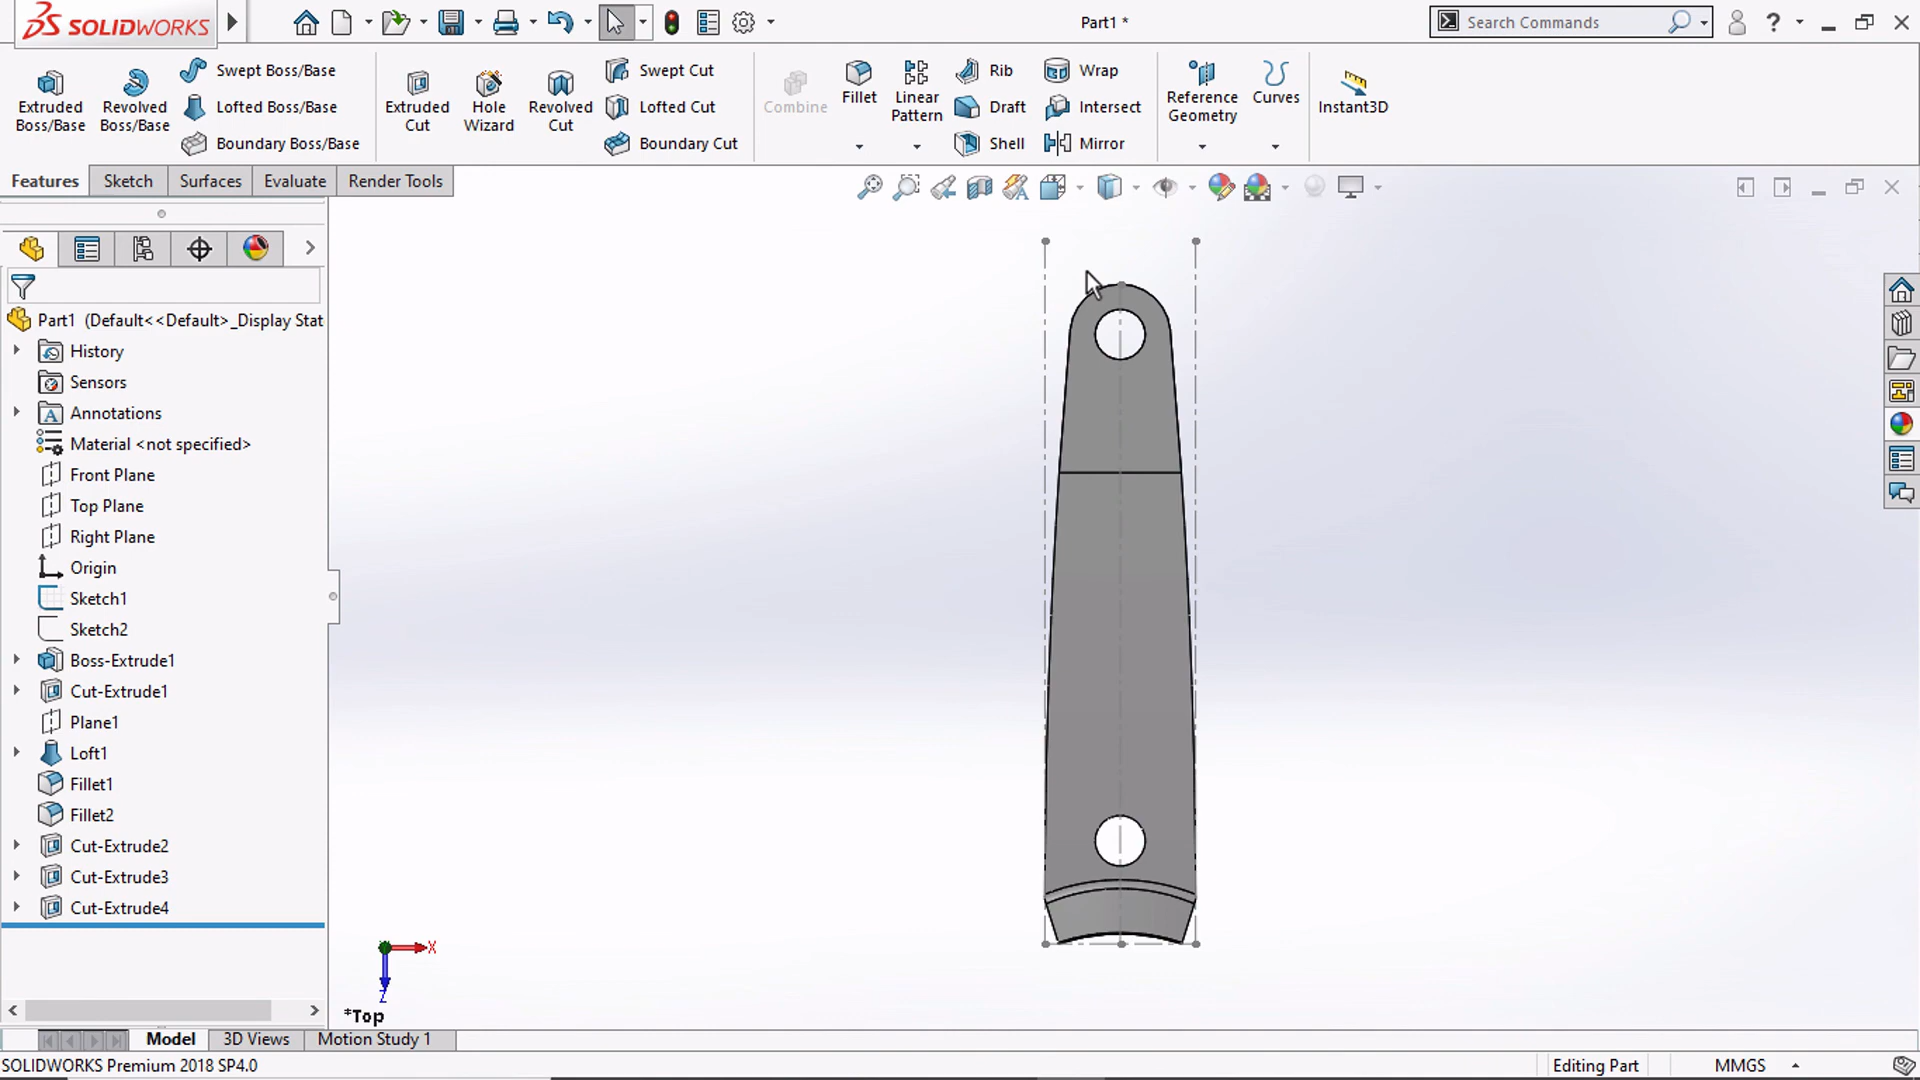 SOLIDWORKS
Part1 *
Search Commands
?
Extruded Boss/Base
Revolved Boss/Base
Swept Boss/Base
Lofted Boss/Base
Boundary Boss/Base
Extruded Cut
Hole Wizard
Revolved Cut
Swept Cut
Lofted Cut
Boundary Cut
Combine
Fillet
Linear Pattern
Rib
Draft
Shell
Wrap
Intersect
Mirror
Reference Geometry
Curves
Instant3D
Features
Sketch
Surfaces
Evaluate
Render Tools
Part1 (Default<<Default>_Display Stat
History
Sensors
A Annotations
Material <not specified>
Front Plane
Top Plane
Right Plane
Origin
Sketch1
Sketch2
Boss-Extrude1
Cut-Extrude1
Plane1
Loft1
Fillet1
Fillet2
Cut-Extrude2
Cut-Extrude3
Cut-Extrude4
X
Z
*Top
Model
3D Views
Motion Study 1
SOLIDWORKS Premium 2018 SP4.0
Editing Part
MMGS